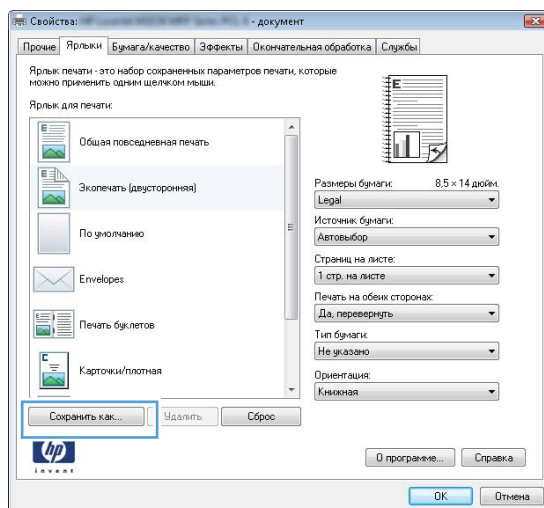 Свойства: - документ
Прочие Ярлыки Бумага/качество Эффекты Окончательная обработка Службы
Ярлык печати - это набор сохраненных параметров печати, которые
можно применить одним щелчком мыши.
Ярлык для печати:
Общая повседневная печать
Экопечать (двусторонняя)
По умолчанию
Envelopes
Печать буклетов
Карточки/плотная
Сохранить как... Удалить Сброс
Размеры бумаги: 8,5 × 14 дюйм.
Legal
Источник бумаги:
Автовыбор
Страниц на листе:
1 стр. на листе
Печать на обеих сторонах:
Да, перевернуть
Тип бумаги:
Не указано
Ориентация:
Книжная
hp
invent
О программе... Справка
OK Отмена